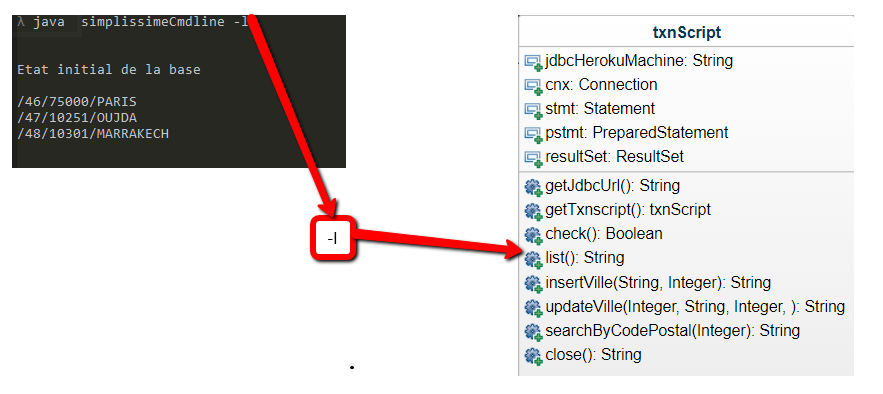 λ java simplissimeCmdline -l
Etat initial de la base
/46/75000/PARIS
/47/10251/OUJDA
/48/10301/MARRAKECH
-l
txnScript
jdbcHerokuMachine: String
cnx: Connection
stmt: Statement
pstmt: PreparedStatement
resultSet: ResultSet
getJdbcUrl(): String
getTxnscript(): txnScript
check(): Boolean
list(): String
insertVille(String, Integer): String
updateVille(Integer, String, Integer, ): String
searchByCodePostal(Integer): String
close(): String
.